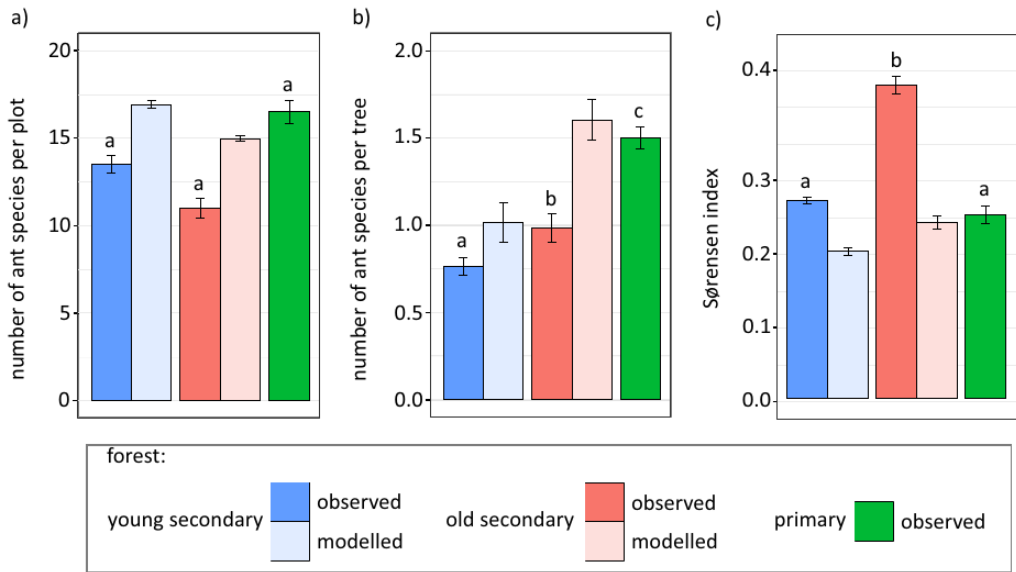 a)
number of ant species per plot
20
15
10
5
0
a
a
a
b)
number of ant species per tree
2.0
1.5
1.0
0.5
0.0
a
b
c
c)
Sørensen index
0.4
0.3
0.2
0.1
0.0
a
b
a
forest:
young secondary
observed
modelled
old secondary
observed
modelled
primary
observed